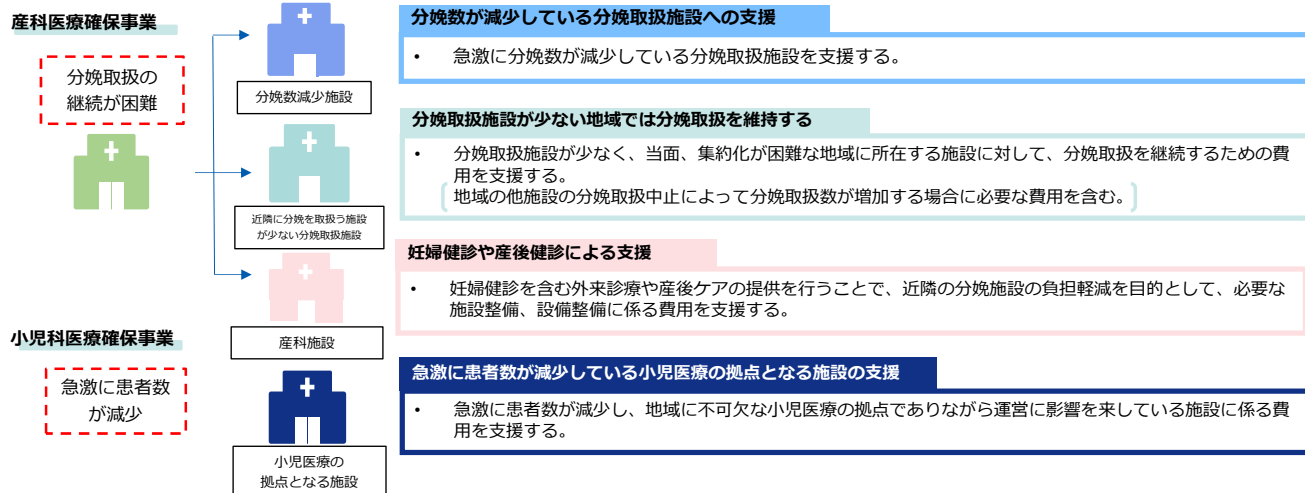 産科医療確保事業
分娩取扱の
継続が困難
分娩数減少施設
近隣に分娩を取扱う施設
が少ない分娩取扱施設
産科施設
分娩数が減少している分娩取扱施設への支援
• 急激に分娩数が減少している分娩取扱施設を支援する。
分娩取扱施設が少ない地域では分娩取扱を維持する
• 分娩取扱施設が少なく、当面、集約化が困難な地域に所在する施設に対して、分娩取扱を継続するための費
用を支援する。
地域の他施設の分娩取扱中止によって分娩取扱数が増加する場合に必要な費用を含む。
妊婦健診や産後健診による支援
• 妊婦健診を含む外来診療や産後ケアの提供を行うことで、近隣の分娩施設の負担軽減を目的として、必要な
施設整備、設備整備に係る費用を支援する。
小児科医療確保事業
急激に患者数
が減少
小児医療の
拠点となる施設
急激に患者数が減少している小児医療の拠点となる施設の支援
• 急激に患者数が減少し、地域に不可欠な小児医療の拠点でありながら運営に影響を来している施設に係る費
用を支援する。